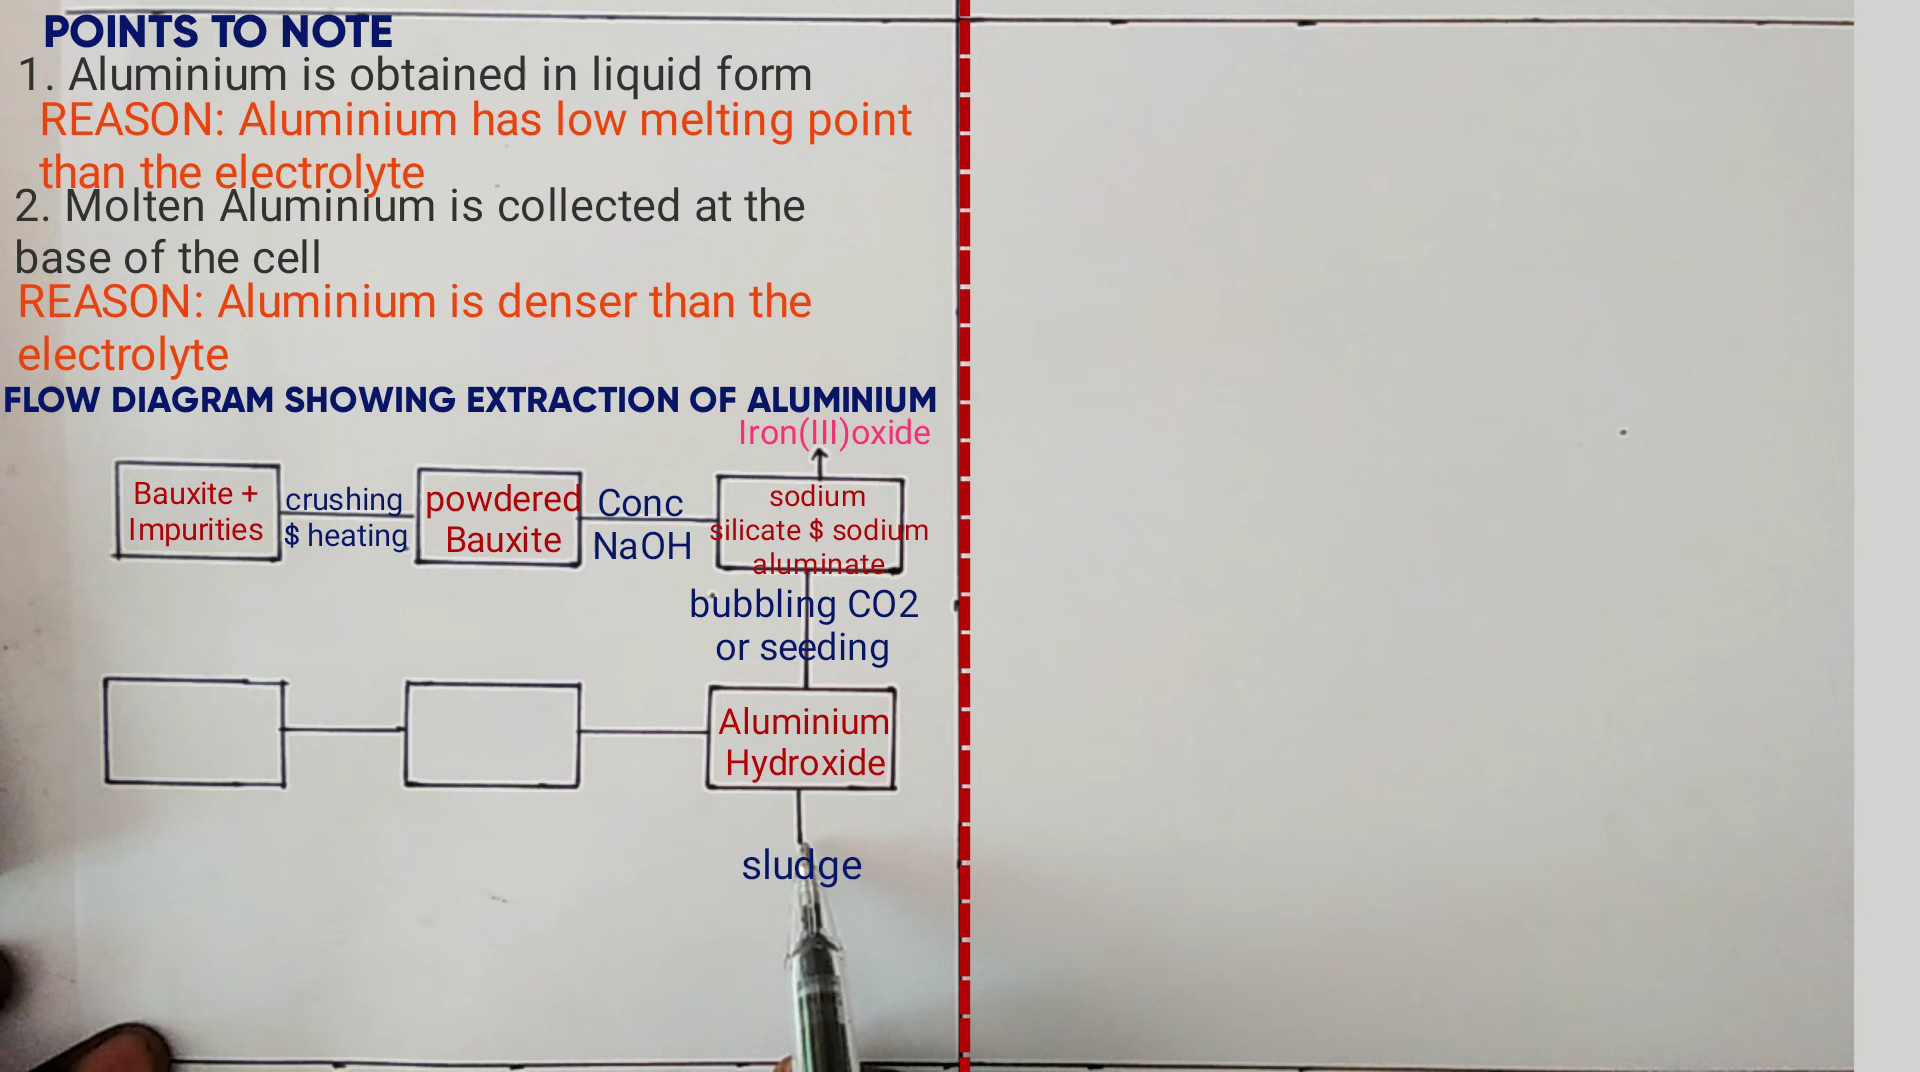 POINTS TO NOTE
1. Aluminium is obtained in liquid form
REASON: Aluminium has low melting point
than the electrolyte
2. Molten Aluminium is collected at the
base of the cell
REASON: Aluminium is denser than the
electrolyte
FLOW DIAGRAM SHOWING EXTRACTION OF ALUMINIUM
Iron(III)oxide
Bauxite +
Impurities
crushing
$ heating
powdered
Bauxite
Conc
NaOH
sodium
silicate $ sodium
aluminate
bubbling CO2
or seeding
Aluminium
Hydroxide
sludge